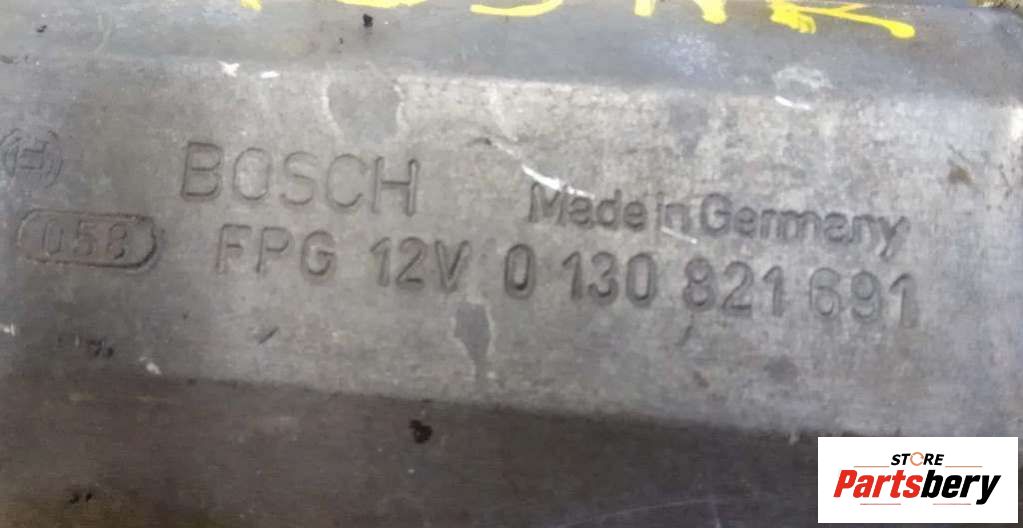 BOSCH Made in Germany
058 FPG 12V 0 130 821 691
STORE
Partsbery